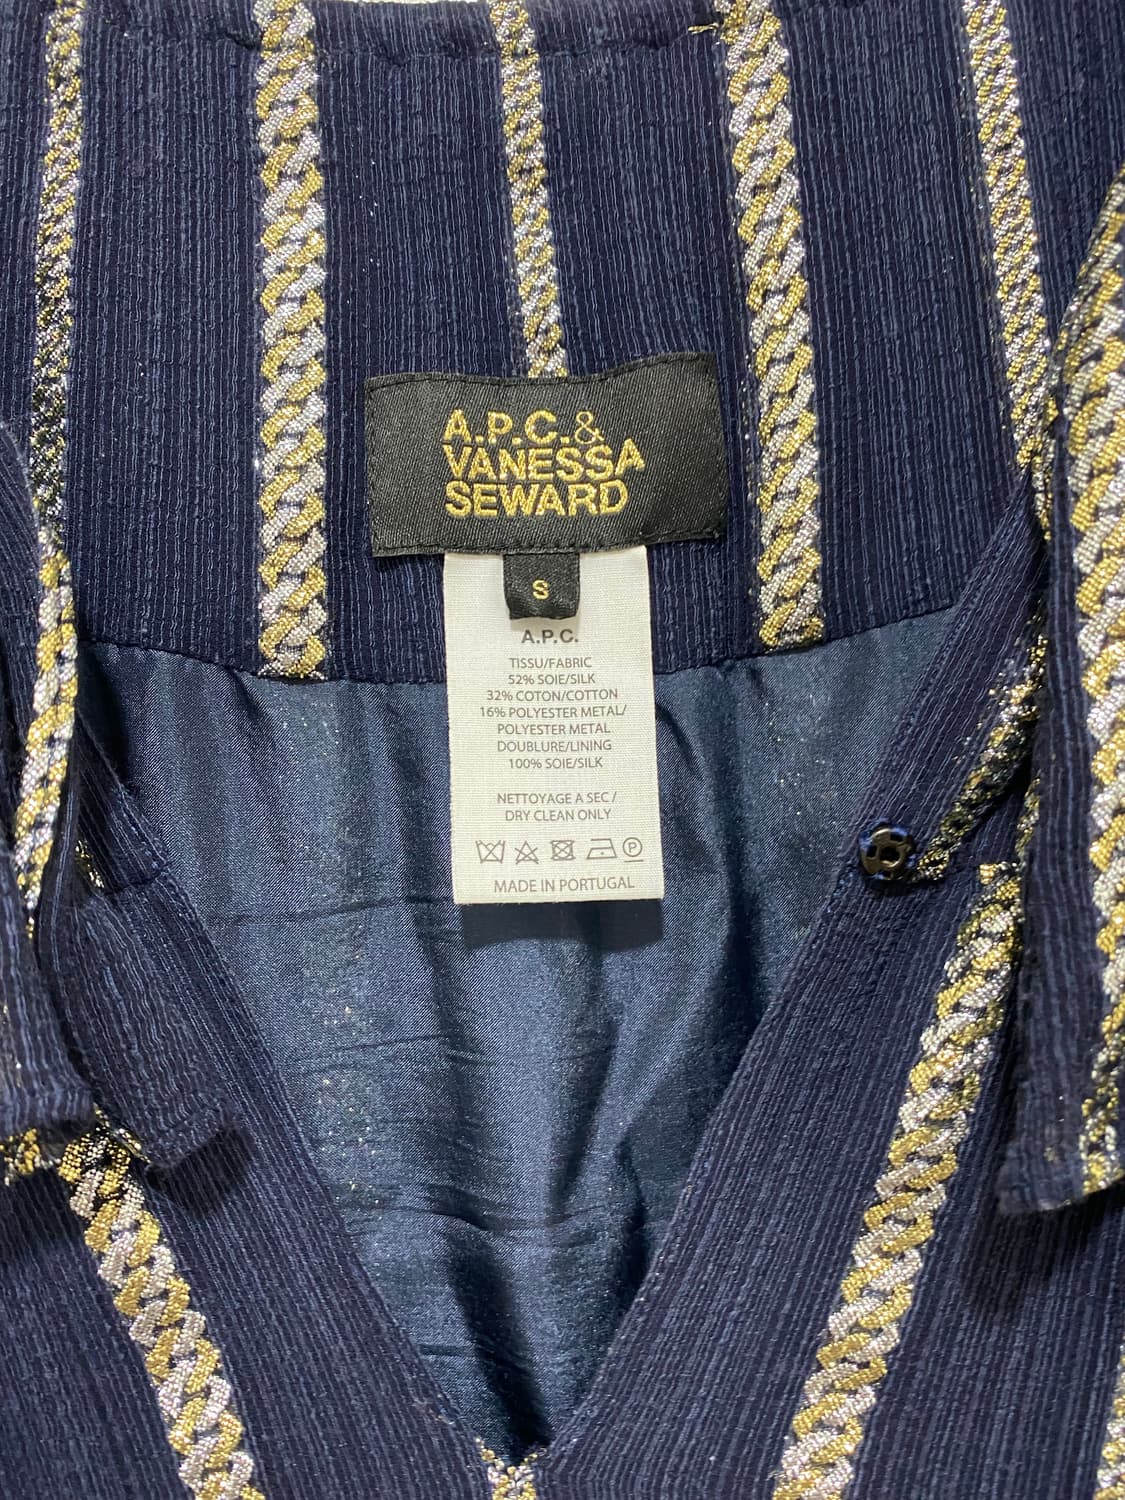 A.P.C.&
VANESSA
SEWARD
S
A.P.C.
TISSU/FABRIC
52% SOIE/SILK
32% COTON/COTTON
16% POLYESTER METAL/
POLYESTER METAL
DOUBLURE/LINING
100% SOIE/SILK
NETTOYAGE A SEC /
DRY CLEAN ONLY
P
MADE IN PORTUGAL